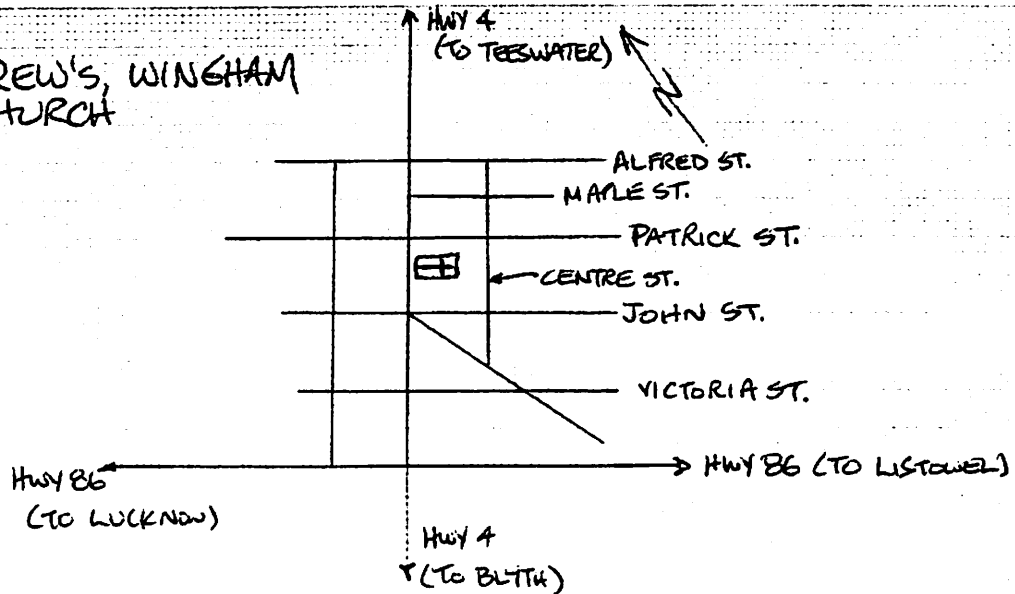 HWY 4
(TO TEESWATER)
REW'S, WINGHAM
HURCH
N
ALFRED ST.
MAPLE ST.
PATRICK ST.
CENTRE ST.
JOHN ST.
VICTORIA ST.
HWY 86
(TO LUCKNOW)
HWY 86 (TO LISTOWEL)
HWY 4
(TO BLYTH)